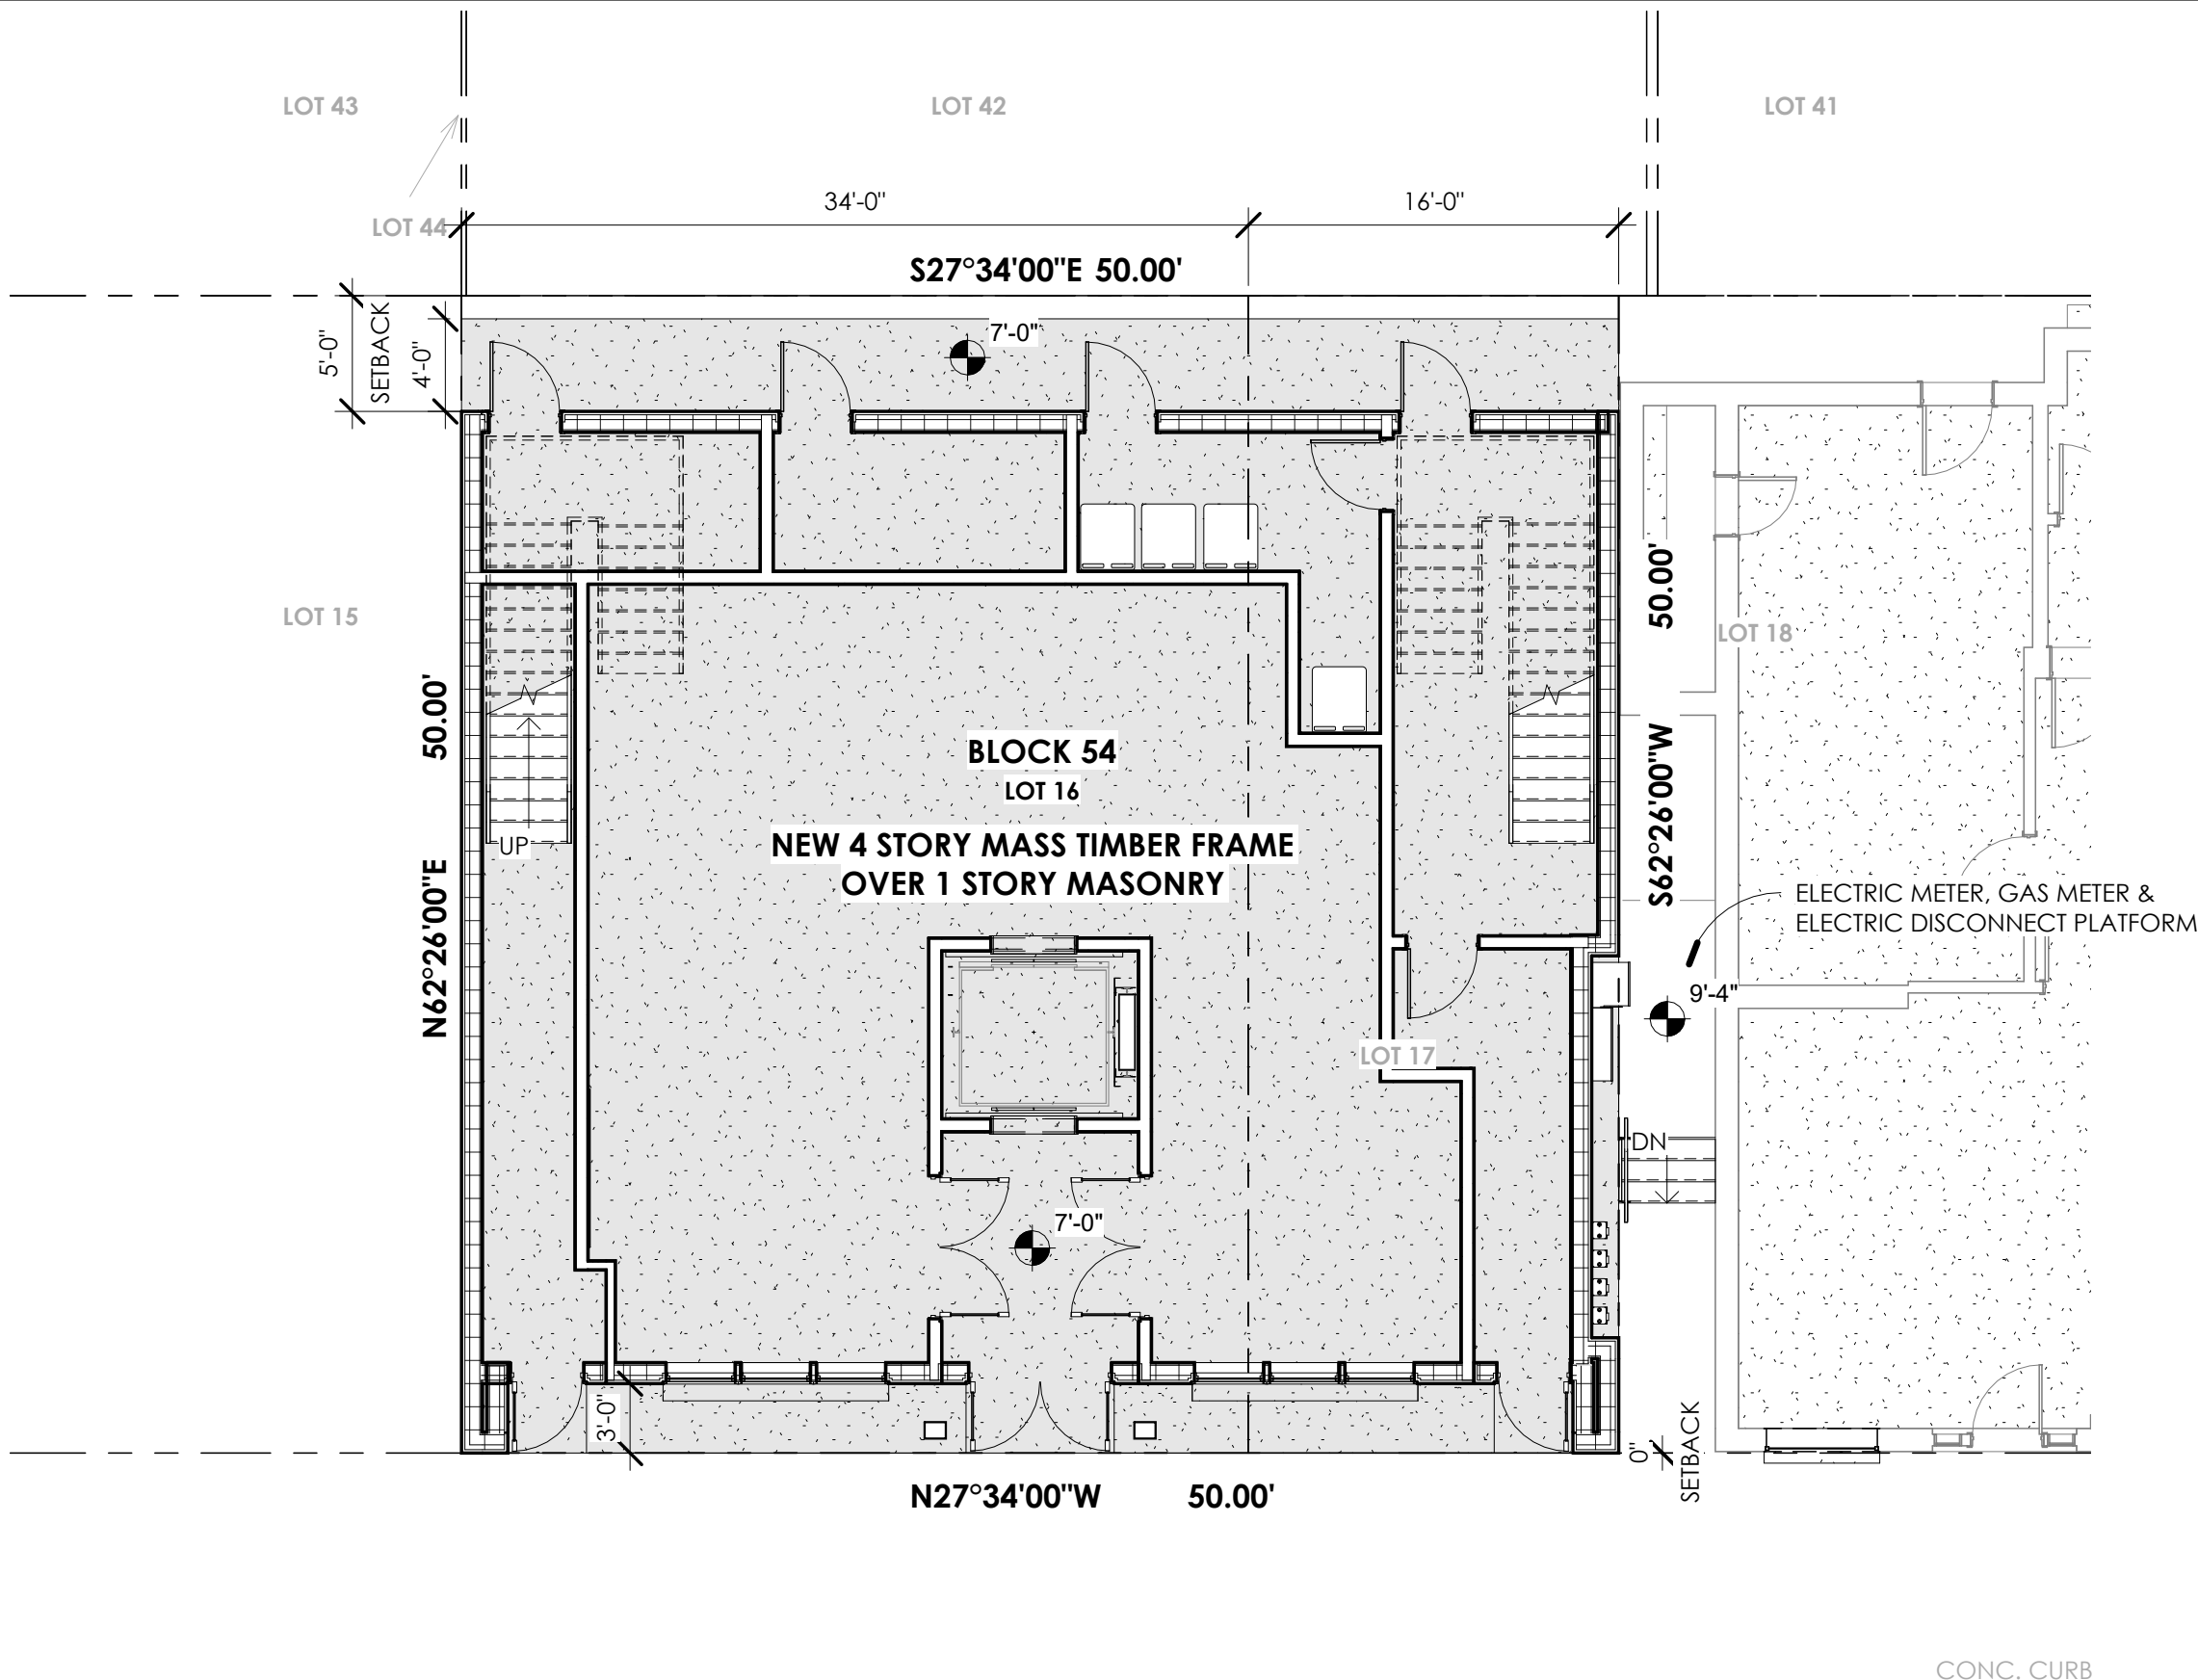 LOT 43
LOT 42
LOT 41
34'-0"
16'-0"
LOT 44
S27°34'00"E 50.00'
5'-0"
SETBACK
4'-0"
7'-0"
LOT 15
50.00'
N62°26'00"E
UP
BLOCK 54
LOT 16
NEW 4 STORY MASS TIMBER FRAME
OVER 1 STORY MASONRY
50.00'
S62°26'00"W
LOT 18
ELECTRIC METER, GAS METER &
ELECTRIC DISCONNECT PLATFORM
9'-4"
LOT 17
DN
7'-0"
3'-0"
0"
SETBACK
N27°34'00"W 50.00'
CONC. CURB